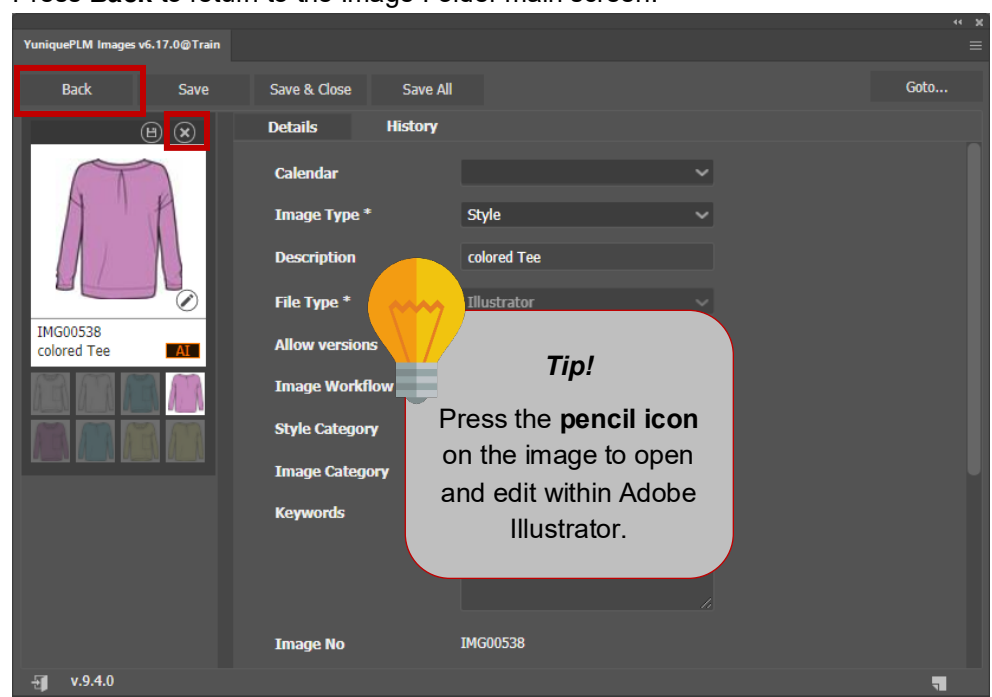 Press Back to return to the Image Folder main screen.
YuniquePLM Images v6.17.0@Train
Back Save Save & Close Save All Goto...
Details History
Calendar
Image Type * Style
Description colored Tee
File Type * Illustrator
IMG00538
colored Tee AI
Allow versions
Image Workflow
Style Category
Image Category
Keywords
Tip!
Press the pencil icon
on the image to open
and edit within Adobe
Illustrator.
Image No IMG00538
v.9.4.0